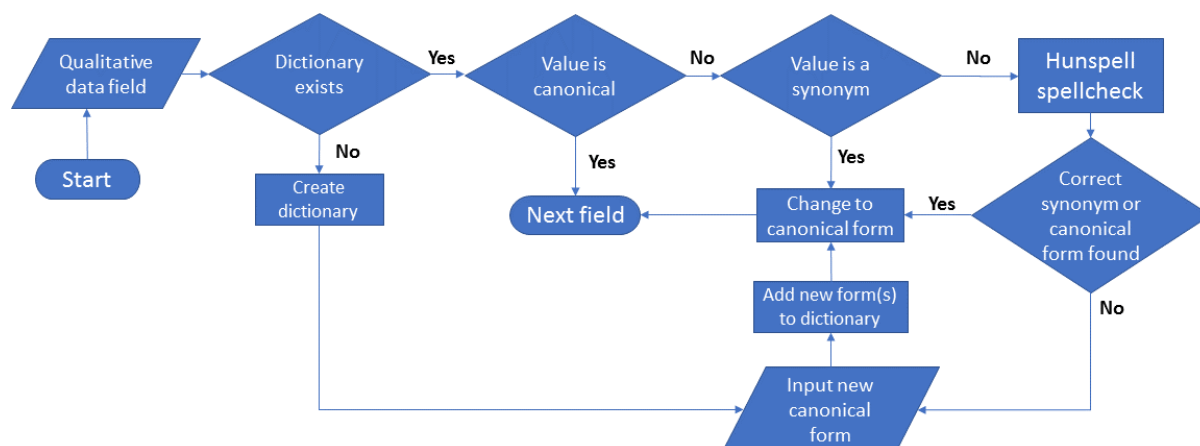 Qualitative
data field
Dictionary
exists
Yes
Value is
canonical
No
Value is a
synonym
No
Hunspell
spellcheck
Start
No
Create
dictionary
Yes
Next field
Yes
Change to
canonical form
Yes
Correct
synonym or
canonical
form found
Add new form(s)
to dictionary
No
Input new
canonical
form